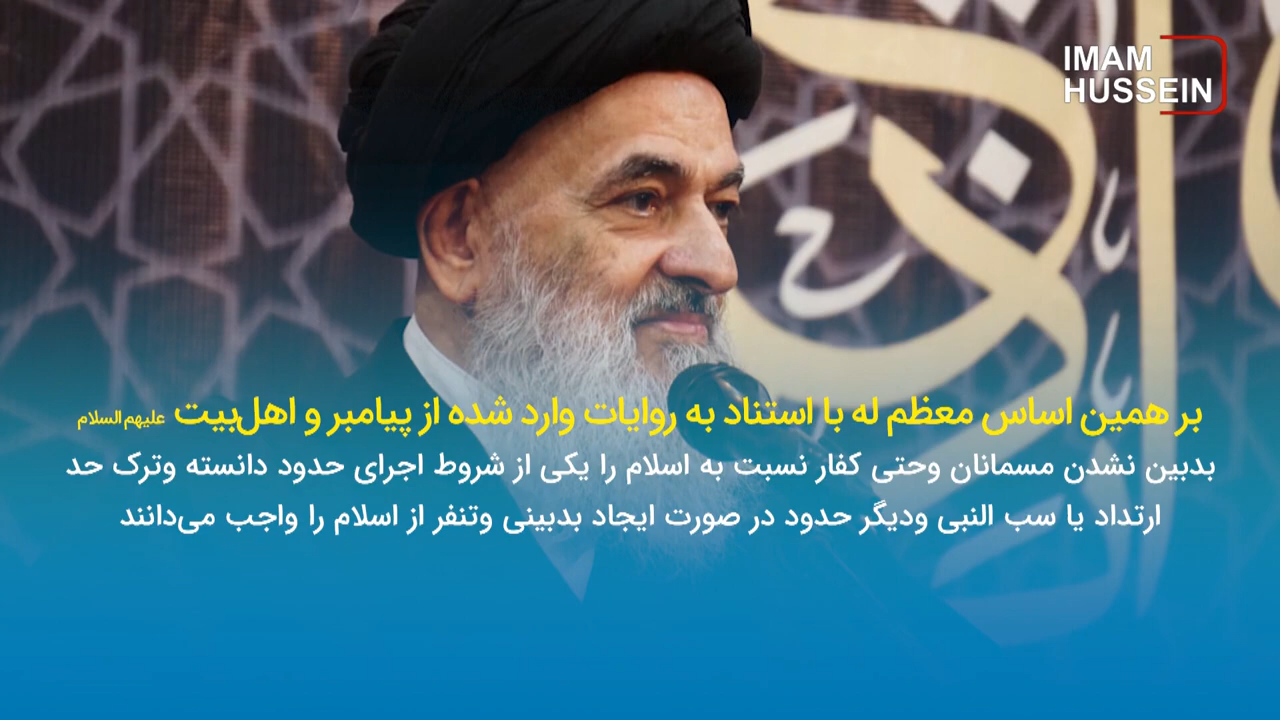 IMAM
HUSSEIN
بر همین اساس معظم له با استناد به روایات وارد شده از پیامبر و اهل‌بیت علیهم السلام
بدبین نشدن مسمانان وحتی کفار نسبت به اسلام را یکی از شروط اجرای حدود دانسته وترک حد
ارتداد یا سب النبی ودیگر حدود در صورت ایجاد بدبینی وتنفر از اسلام را واجب می‌دانند